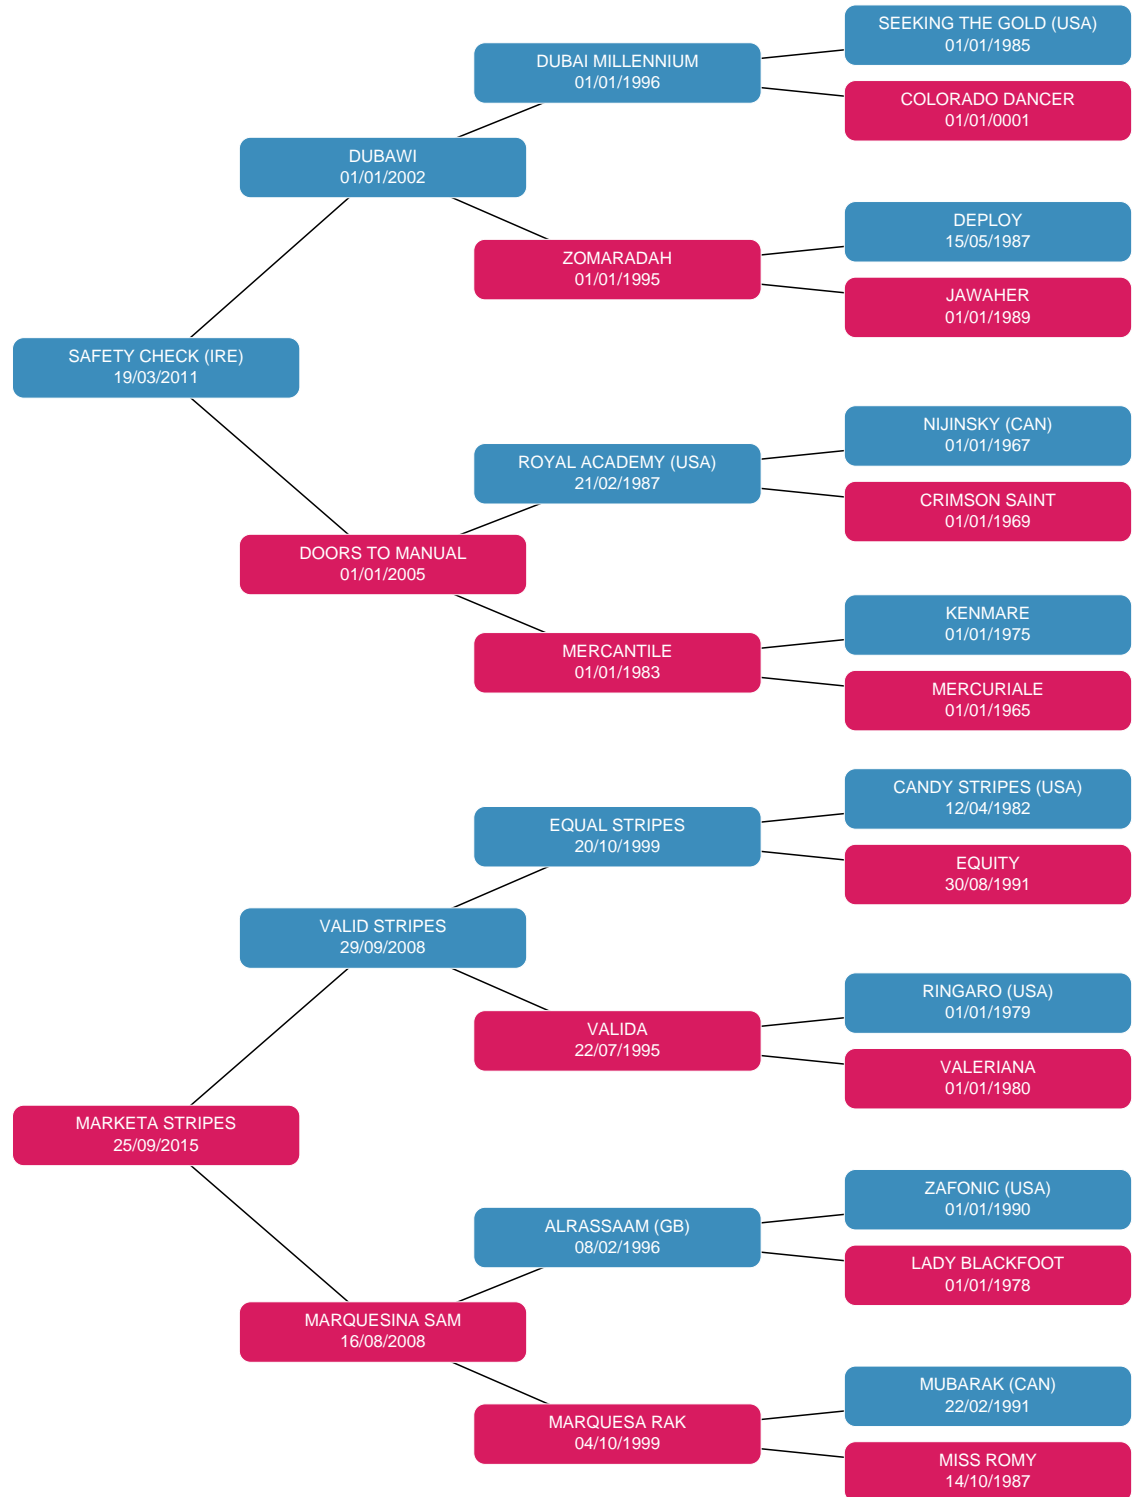 SEEKING THE GOLD (USA)
01/01/1985
DUBAI MILLENNIUM
01/01/1996
COLORADO DANCER
01/01/0001
DUBAWI
01/01/2002
DEPLOY
15/05/1987
ZOMARADAH
01/01/1995
JAWAHER
01/01/1989
SAFETY CHECK (IRE)
19/03/2011
NIJINSKY (CAN)
01/01/1967
ROYAL ACADEMY (USA)
21/02/1987
CRIMSON SAINT
01/01/1969
DOORS TO MANUAL
01/01/2005
KENMARE
01/01/1975
MERCANTILE
01/01/1983
MERCURIALE
01/01/1965
CANDY STRIPES (USA)
12/04/1982
EQUAL STRIPES
20/10/1999
EQUITY
30/08/1991
VALID STRIPES
29/09/2008
RINGARO (USA)
01/01/1979
VALIDA
22/07/1995
VALERIANA
01/01/1980
MARKETA STRIPES
25/09/2015
ZAFONIC (USA)
01/01/1990
ALRASSAAM (GB)
08/02/1996
LADY BLACKFOOT
01/01/1978
MARQUESINA SAM
16/08/2008
MUBARAK (CAN)
22/02/1991
MARQUESA RAK
04/10/1999
MISS ROMY
14/10/1987